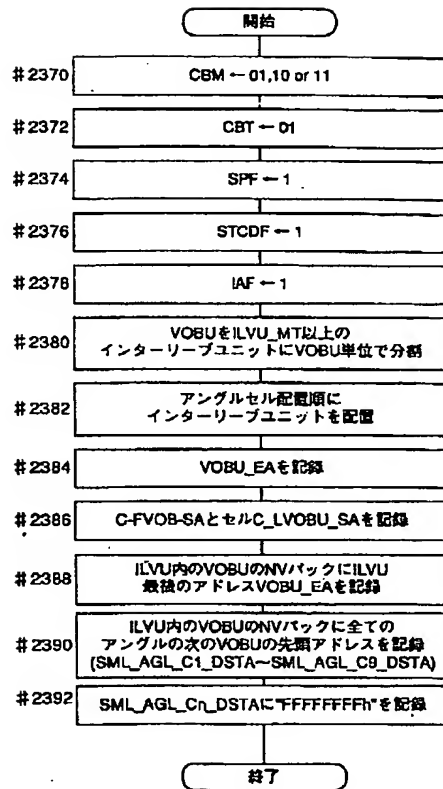 開始
#2370
CBM ← 01,10 or 11
#2372
CBT ← 01
#2374
SPF ← 1
#2376
STCDF ← 1
#2378
IAF ← 1
#2380
VOBUをILVU_MT以上の
インターリーブユニットにVOBU単位で分割
#2382
アングルセル配置順に
インターリーブユニットを配置
#2384
VOBU_EAを記録
#2386
C-FVOB-SAとセルC_LVOBU_SAを記録
#2388
ILVU内のVOBUのNVパックにILVU
最後のアドレスVOBU_EAを記録
#2390
ILVU内のVOBUのNVパックに全ての
アングルの次のVOBUの先頭アドレスを記録
(SML_AGL_C1_DSTA~SML_AGL_C9_DSTA)
#2392
SML_AGL_Cn_DSTAに"FFFFFFFFh"を記録
終了